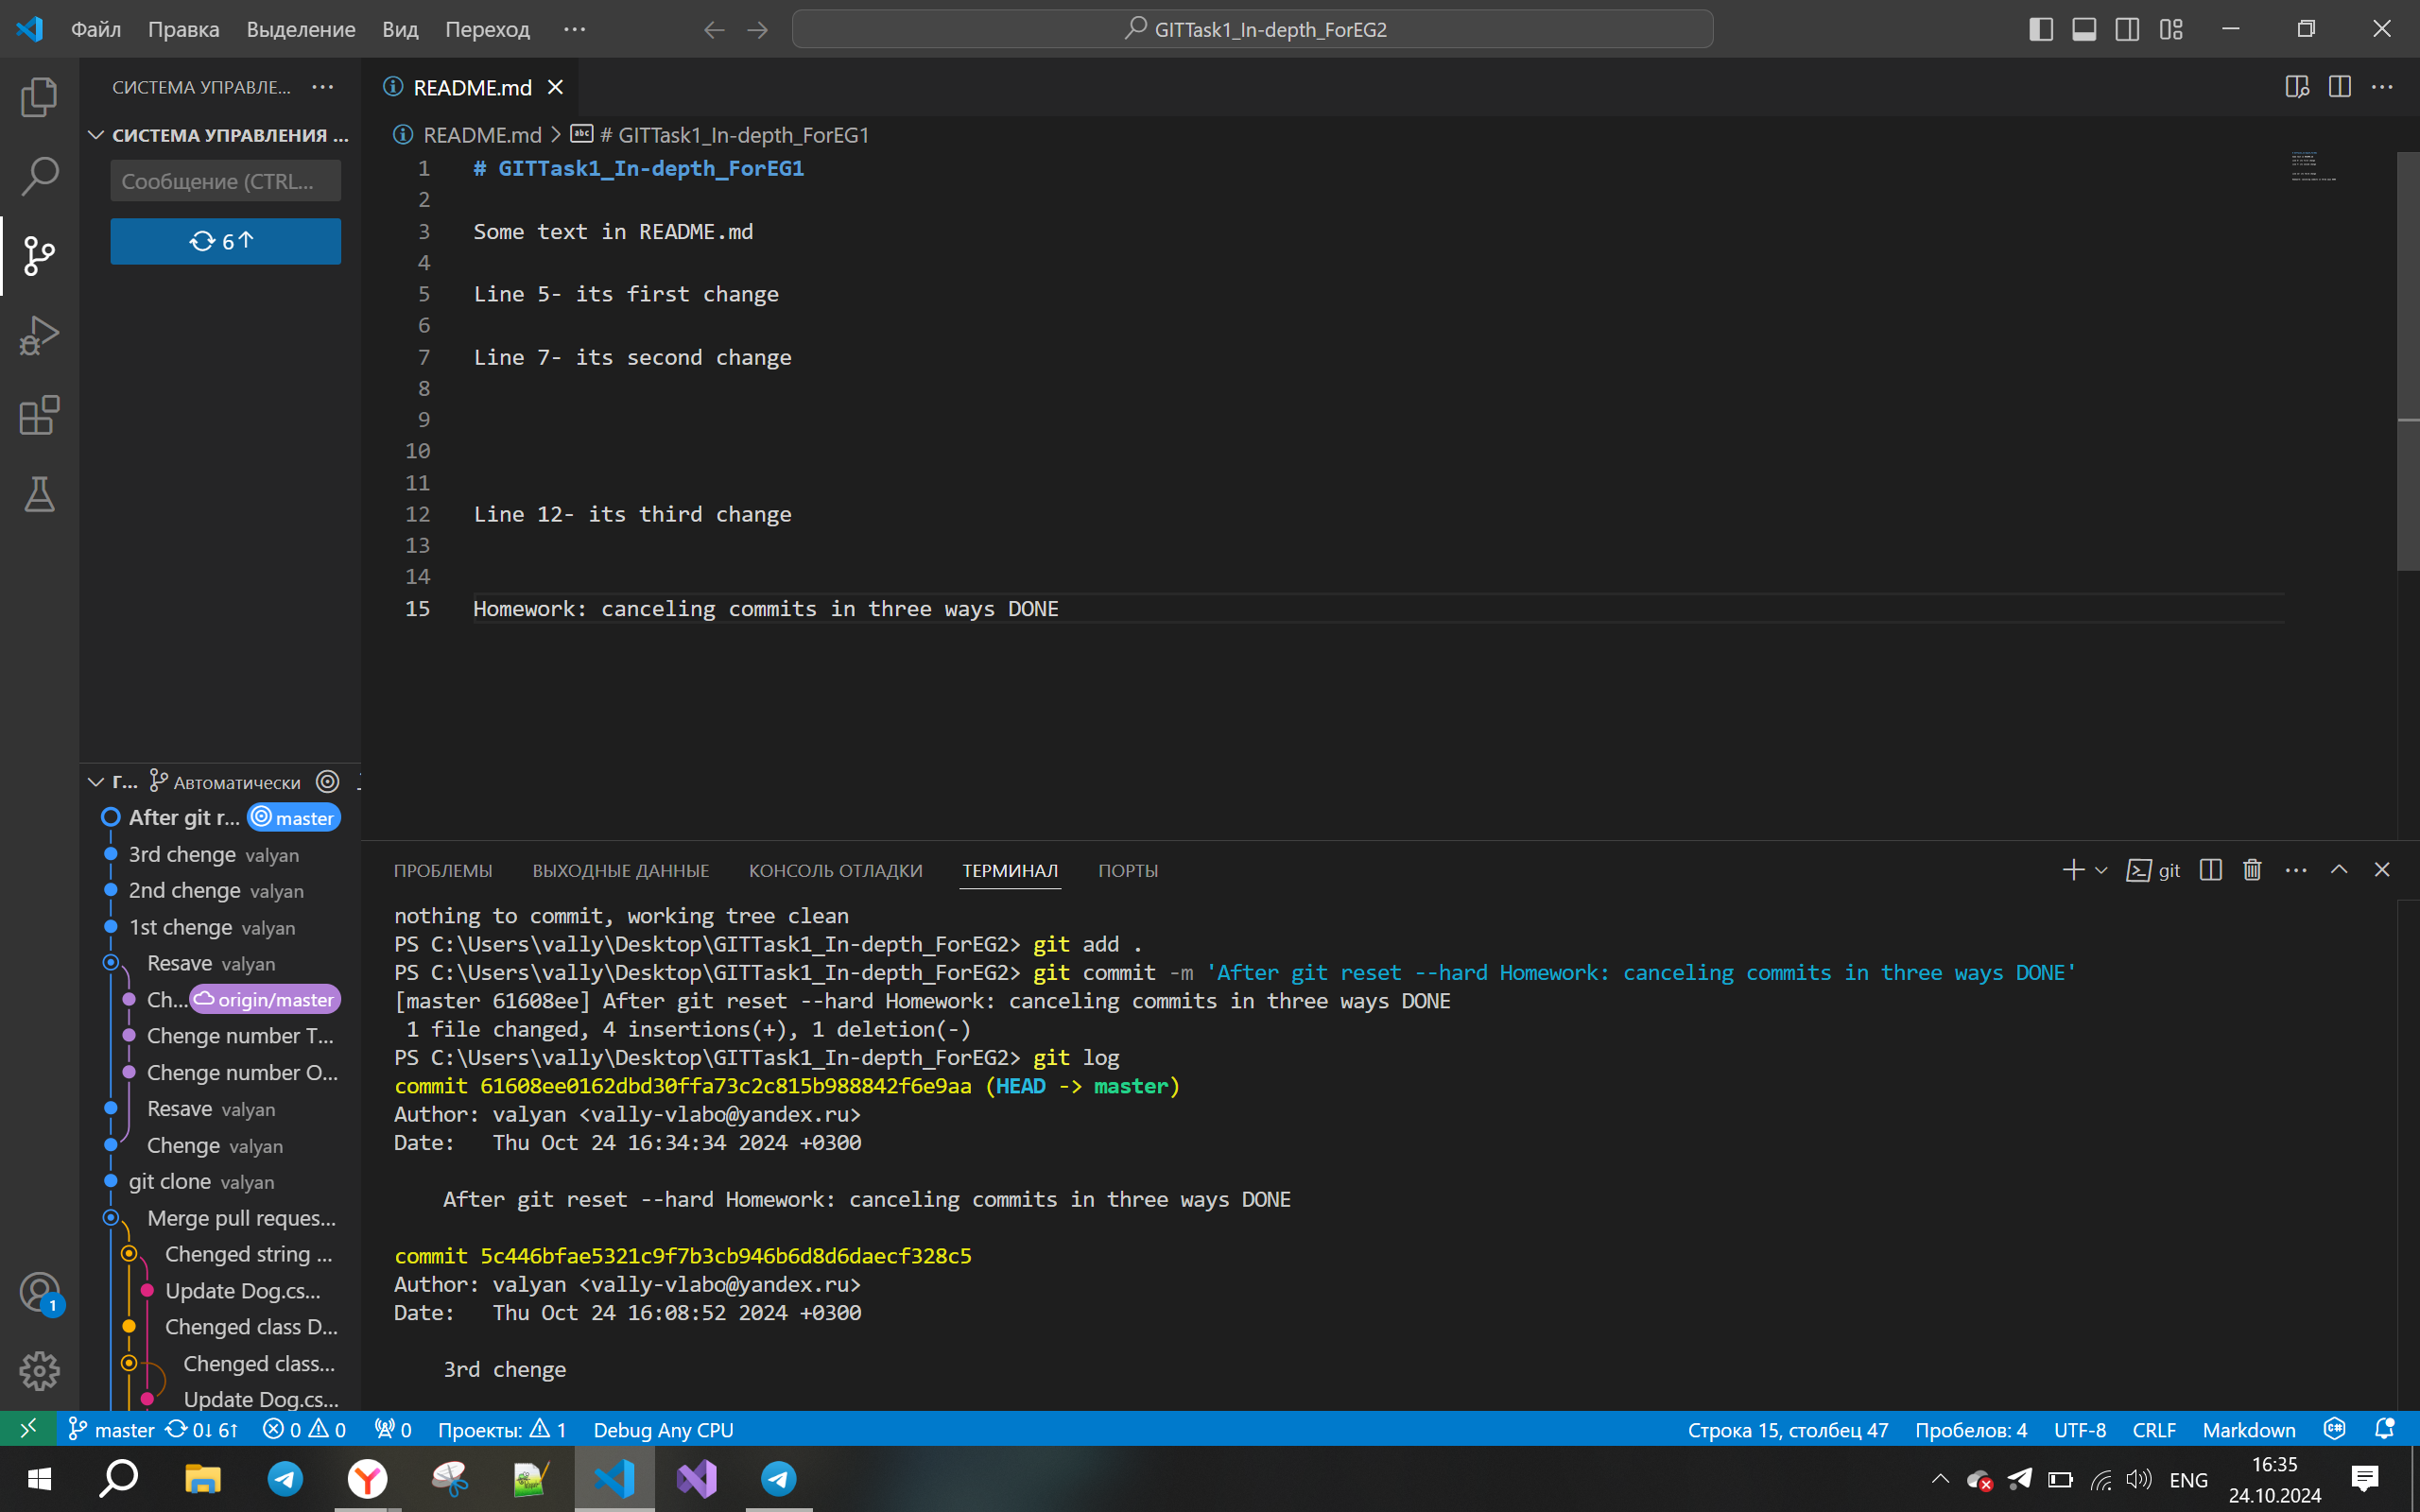 Файл Правка Выделение Вид Переход ··· GITTask1_In-depth_ForEG2
СИСТЕМА УПРАВЛЕ... ···
СИСТЕМА УПРАВЛЕНИЯ ...
Сообщение (CTRL...
6↑
README.md
README.md > # GITTask1_In-depth_ForEG1
1 # GITTask1_In-depth_ForEG1
2
3 Some text in README.md
4
5 Line 5- its first change
6
7 Line 7- its second change
8
9
10
11
12 Line 12- its third change
13
14
15 Homework: canceling commits in three ways DONE
Г... Автоматически
After git r... master
3rd chenge valyan
2nd chenge valyan
1st chenge valyan
Resave valyan
Ch... origin/master
Chenge number T...
Chenge number O...
Resave valyan
Chenge valyan
git clone valyan
Merge pull reques...
Chenged string ...
Update Dog.cs...
Chenged class D...
Chenged class...
Update Dog.cs...
1
ПРОБЛЕМЫ ВЫХОДНЫЕ ДАННЫЕ КОНСОЛЬ ОТЛАДКИ ТЕРМИНАЛ ПОРТЫ git
nothing to commit, working tree clean
PS C:\Users\vally\Desktop\GITTask1_In-depth_ForEG2> git add .
PS C:\Users\vally\Desktop\GITTask1_In-depth_ForEG2> git commit -m 'After git reset --hard Homework: canceling commits in three ways DONE'
[master 61608ee] After git reset --hard Homework: canceling commits in three ways DONE
1 file changed, 4 insertions(+), 1 deletion(-)
PS C:\Users\vally\Desktop\GITTask1_In-depth_ForEG2> git log
commit 61608ee0162dbd30ffa73c2c815b988842f6e9aa (HEAD -> master)
Author: valyan <vally-vlabo@yandex.ru>
Date: Thu Oct 24 16:34:34 2024 +0300
After git reset --hard Homework: canceling commits in three ways DONE
commit 5c446bfae5321c9f7b3cb946b6d8d6daecf328c5
Author: valyan <vally-vlabo@yandex.ru>
Date: Thu Oct 24 16:08:52 2024 +0300
3rd chenge
master 0↓ 6↑ 0 0 0 Проекты: 1 Debug Any CPU Строка 15, столбец 47 Пробелов: 4 UTF-8 CRLF Markdown
ENG 16:35
24.10.2024